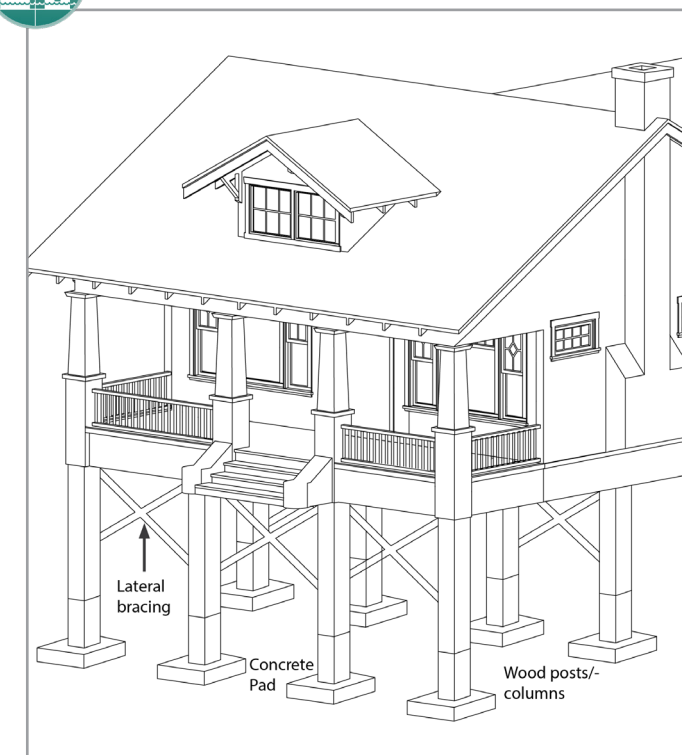 Lateral
bracing
Concrete
Pad
Wood posts/-
columns